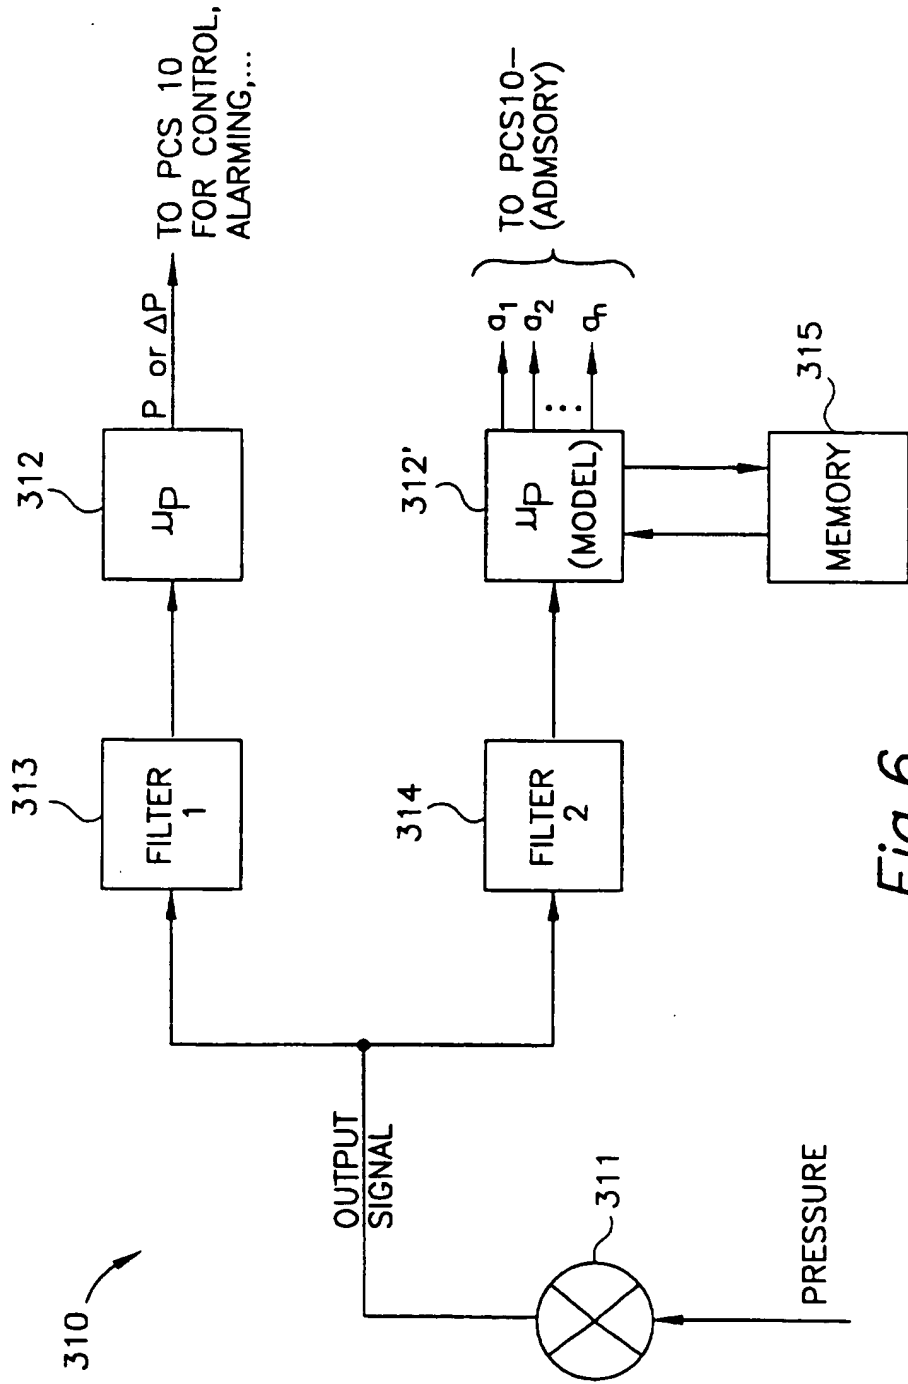 310
PRESSURE
311
OUTPUT
SIGNAL
313
FILTER
1
312
µP
P or ΔP
TO PCS 10
FOR CONTROL,
ALARMING,...
314
FILTER
2
312'
µP
(MODEL)
a1
a2
...
an
TO PCS10-
(ADMSORY)
MEMORY
315
Fig.6